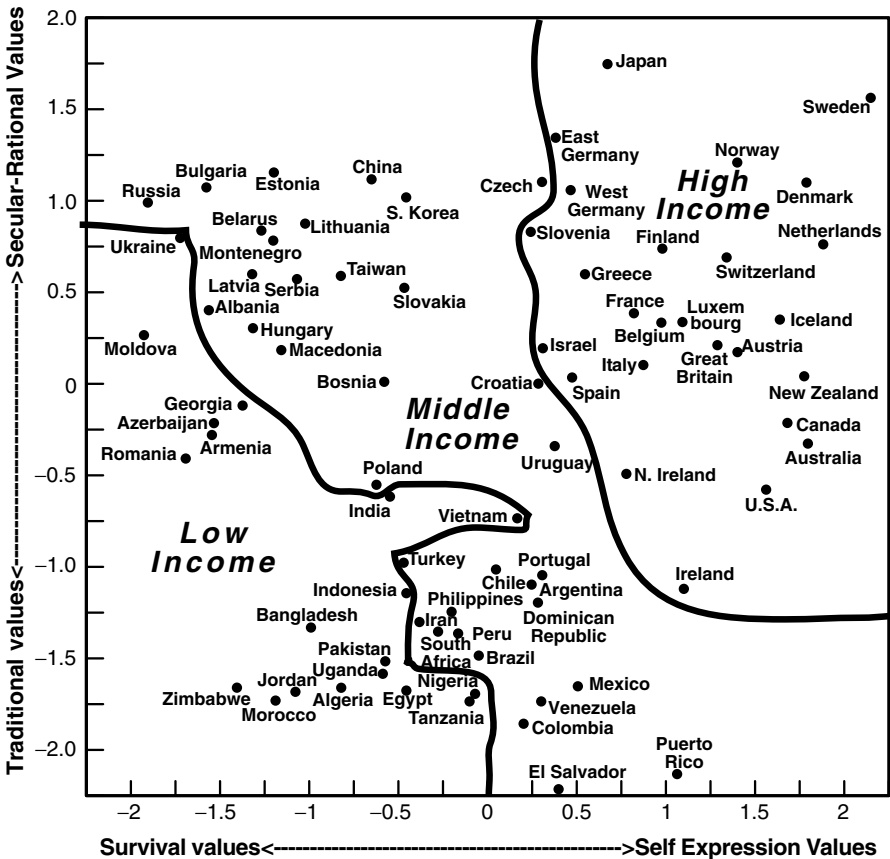 2.0
1.5
1.0
0.5
0
−0.5
−1.0
−1.5
−2.0
Traditional values<---------------------->Secular-Rational Values
Japan
Sweden
East
Germany
Norway
China
Bulgaria
Estonia
Russia
Czech
West
Germany
High
Income
Denmark
S. Korea
Belarus
Lithuania
Ukraine
Montenegro
Slovenia
Finland
Netherlands
Switzerland
Latvia
Serbia
Taiwan
Greece
Slovakia
Albania
France
Luxem
bourg
Iceland
Hungary
Belgium
Moldova
Macedonia
Israel
Great
Britain
Austria
Italy
Bosnia
Croatia
Spain
New Zealand
Georgia
Middle
Income
Azerbaijan
Canada
Armenia
Australia
Romania
Uruguay
Poland
N. Ireland
India
U.S.A.
Vietnam
Low
Income
Turkey
Portugal
Ireland
Chile
Indonesia
Argentina
Philippines
Bangladesh
Iran
Dominican
Republic
South
Africa
Peru
Pakistan
Brazil
Uganda
Jordan
Nigeria
Mexico
Zimbabwe
Algeria
Egypt
Morocco
Tanzania
Venezuela
Colombia
Puerto
Rico
El Salvador
−2
−1.5
−1
−0.5
0
0.5
1
1.5
2
Survival values<-------------------------------------------->Self Expression Values